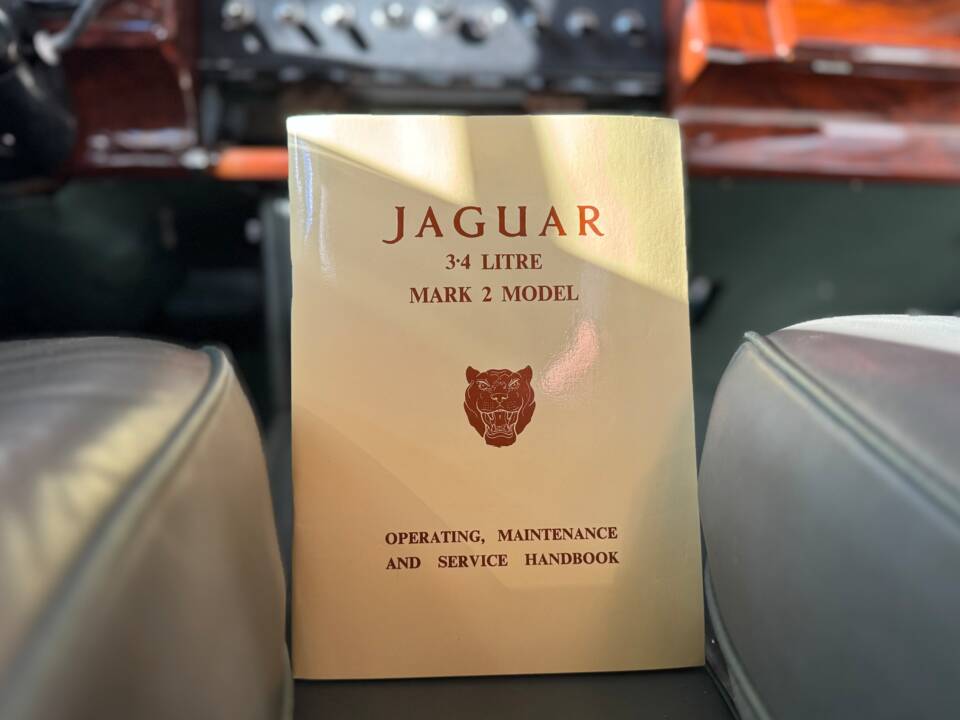 JAGUAR
3·4 LITRE
MARK 2 MODEL
OPERATING, MAINTENANCE
AND SERVICE HANDBOOK